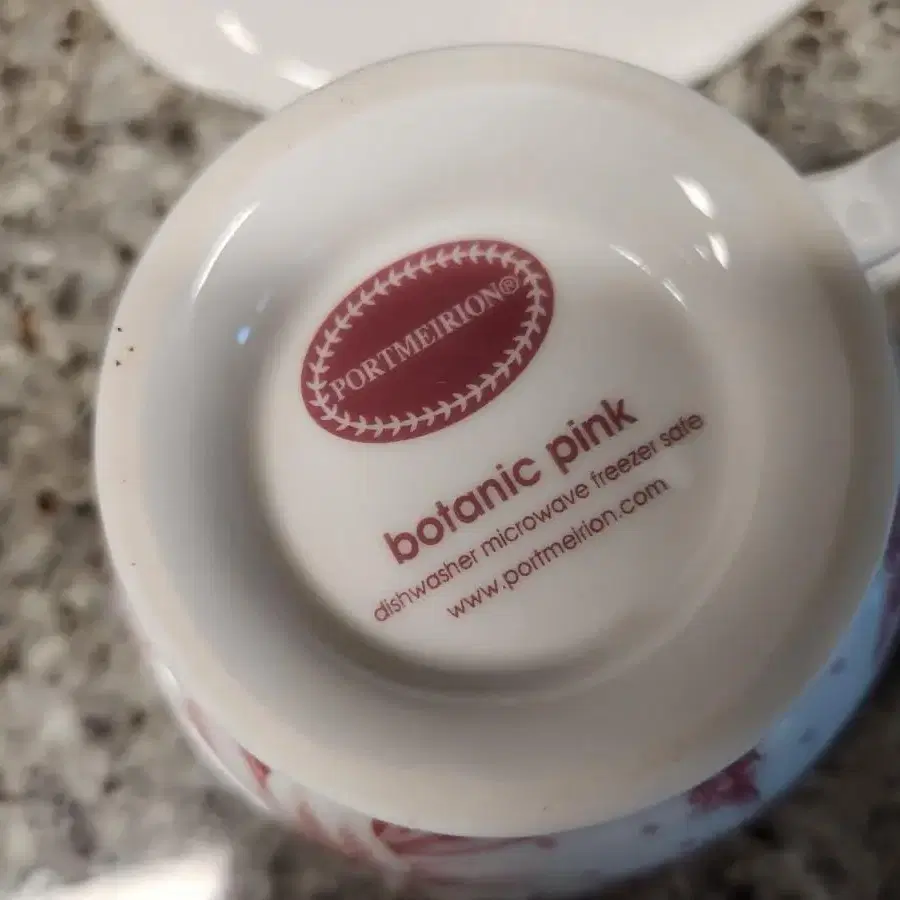 PORTMEIRION®
botanic pink
dishwasher microwave freezer safe
www.portmeirion.com